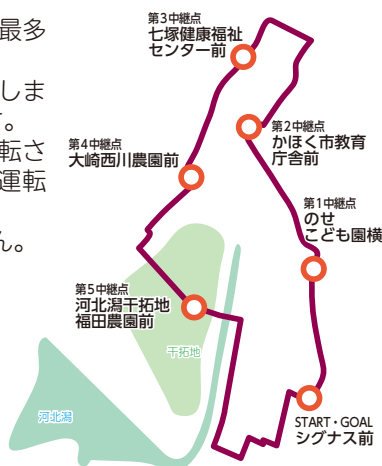 最多
しま
。
転さ
運転
ん。
第3中継点
七塚健康福祉
センター前
第2中継点
かほく市教育
庁舎前
第4中継点
大崎西川農園前
第1中継点
のせ
こども園横
第5中継点
河北潟干拓地
福田農園前
干拓地
河北潟
START・GOAL
シグナス前